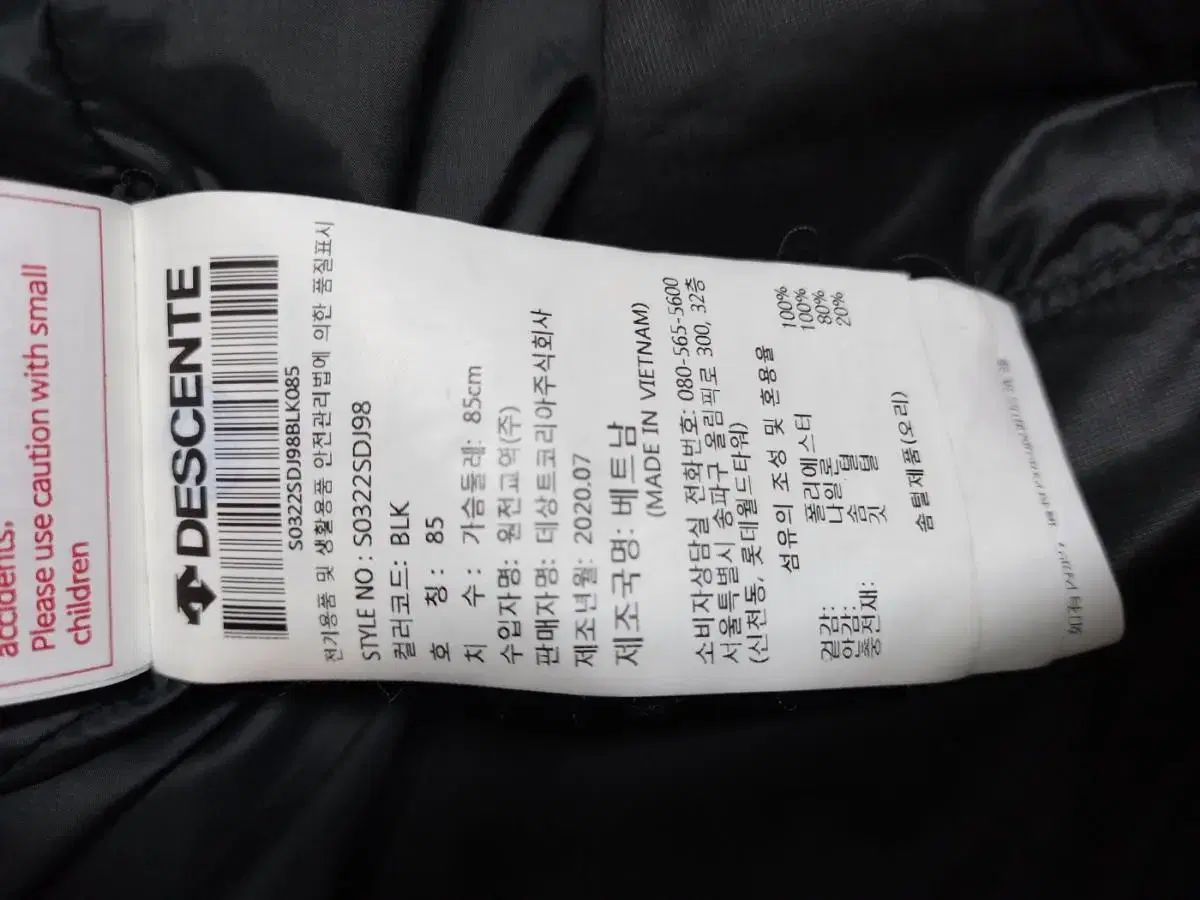 accidents,
Please use caution with small
children
DESCENTE
S0322SDJ98BLK085
전기용품 및 생활용품 안전관리법에 의한 품질표시
STYLE NO : S0322SDJ98
컬러코드: BLK
호 칭 : 85
치 수 : 가슴둘레: 85cm
수입자명: 원전교역(주)
판매자명: 데상트코리아주식회사
제조년월: 2020.07
제조국명: 베트남
(MADE IN VIETNAM)
소비자상담실 전화번호: 080-565-5600
서울특별시 송파구 올림픽로 300, 32층
(신천동, 롯데월드타워)
섬유의 조성 및 혼용율
겉감: 폴리에스터 100%
안감: 나일론 100%
충전재: 솜털 80%
깃털 20%
솜털제품(오리)